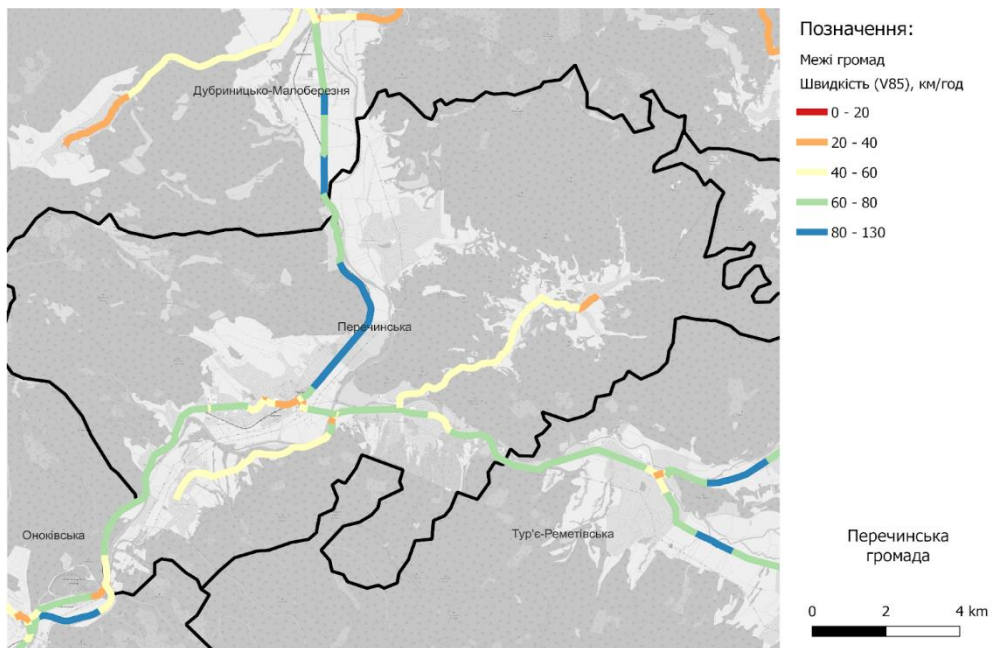 Дубриницько-Малоберезня
Перечинська
Оноківська
Тур'є-Реметівська
Позначення:
Межі громад
Швидкість (V85), км/год
0 - 20
20 - 40
40 - 60
60 - 80
80 - 130
Перечинська
громада
0 2 4 km